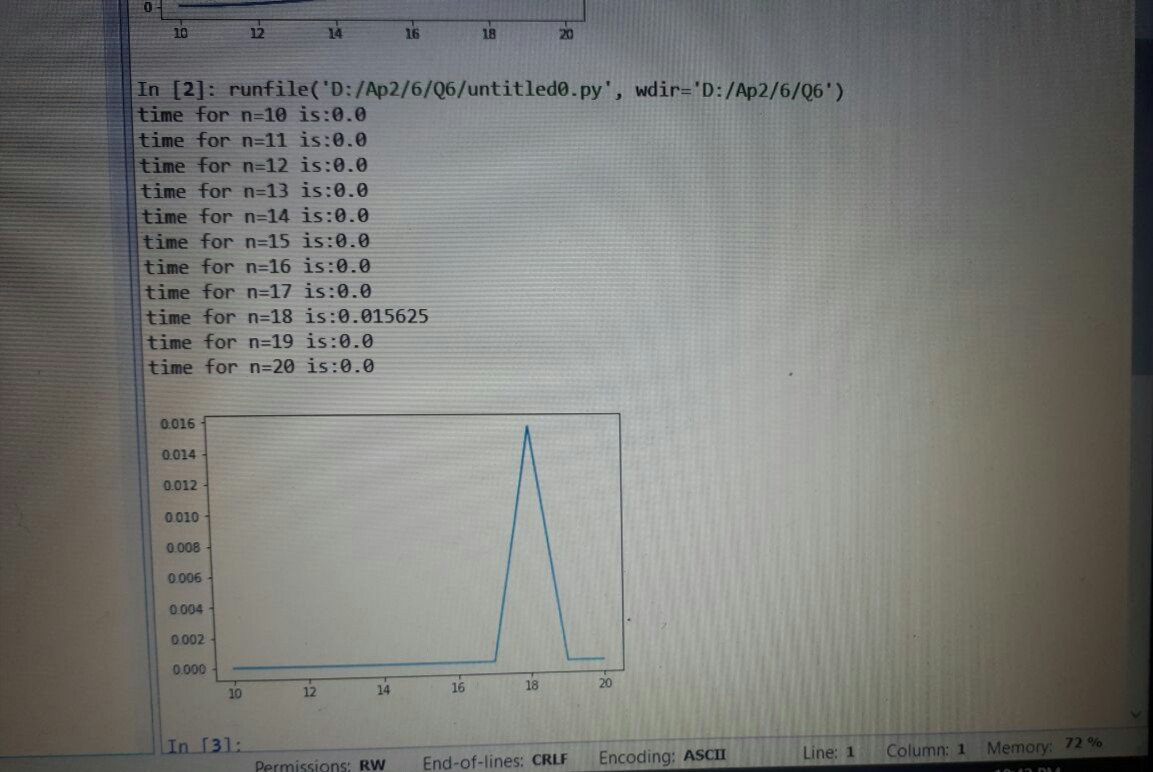 0
10 12 14 16 18 20
In [2]: runfile('D:/Ap2/6/Q6/untitled0.py', wdir='D:/Ap2/6/Q6')
time for n=10 is:0.0
time for n=11 is:0.0
time for n=12 is:0.0
time for n=13 is:0.0
time for n=14 is:0.0
time for n=15 is:0.0
time for n=16 is:0.0
time for n=17 is:0.0
time for n=18 is:0.015625
time for n=19 is:0.0
time for n=20 is:0.0
0.016
0.014
0.012
0.010
0.008
0.006
0.004
0.002
0.000
10 12 14 16 18 20
In [3]:
Permissions: RW End-of-lines: CRLF Encoding: ASCII Line: 1 Column: 1 Memory: 72 %